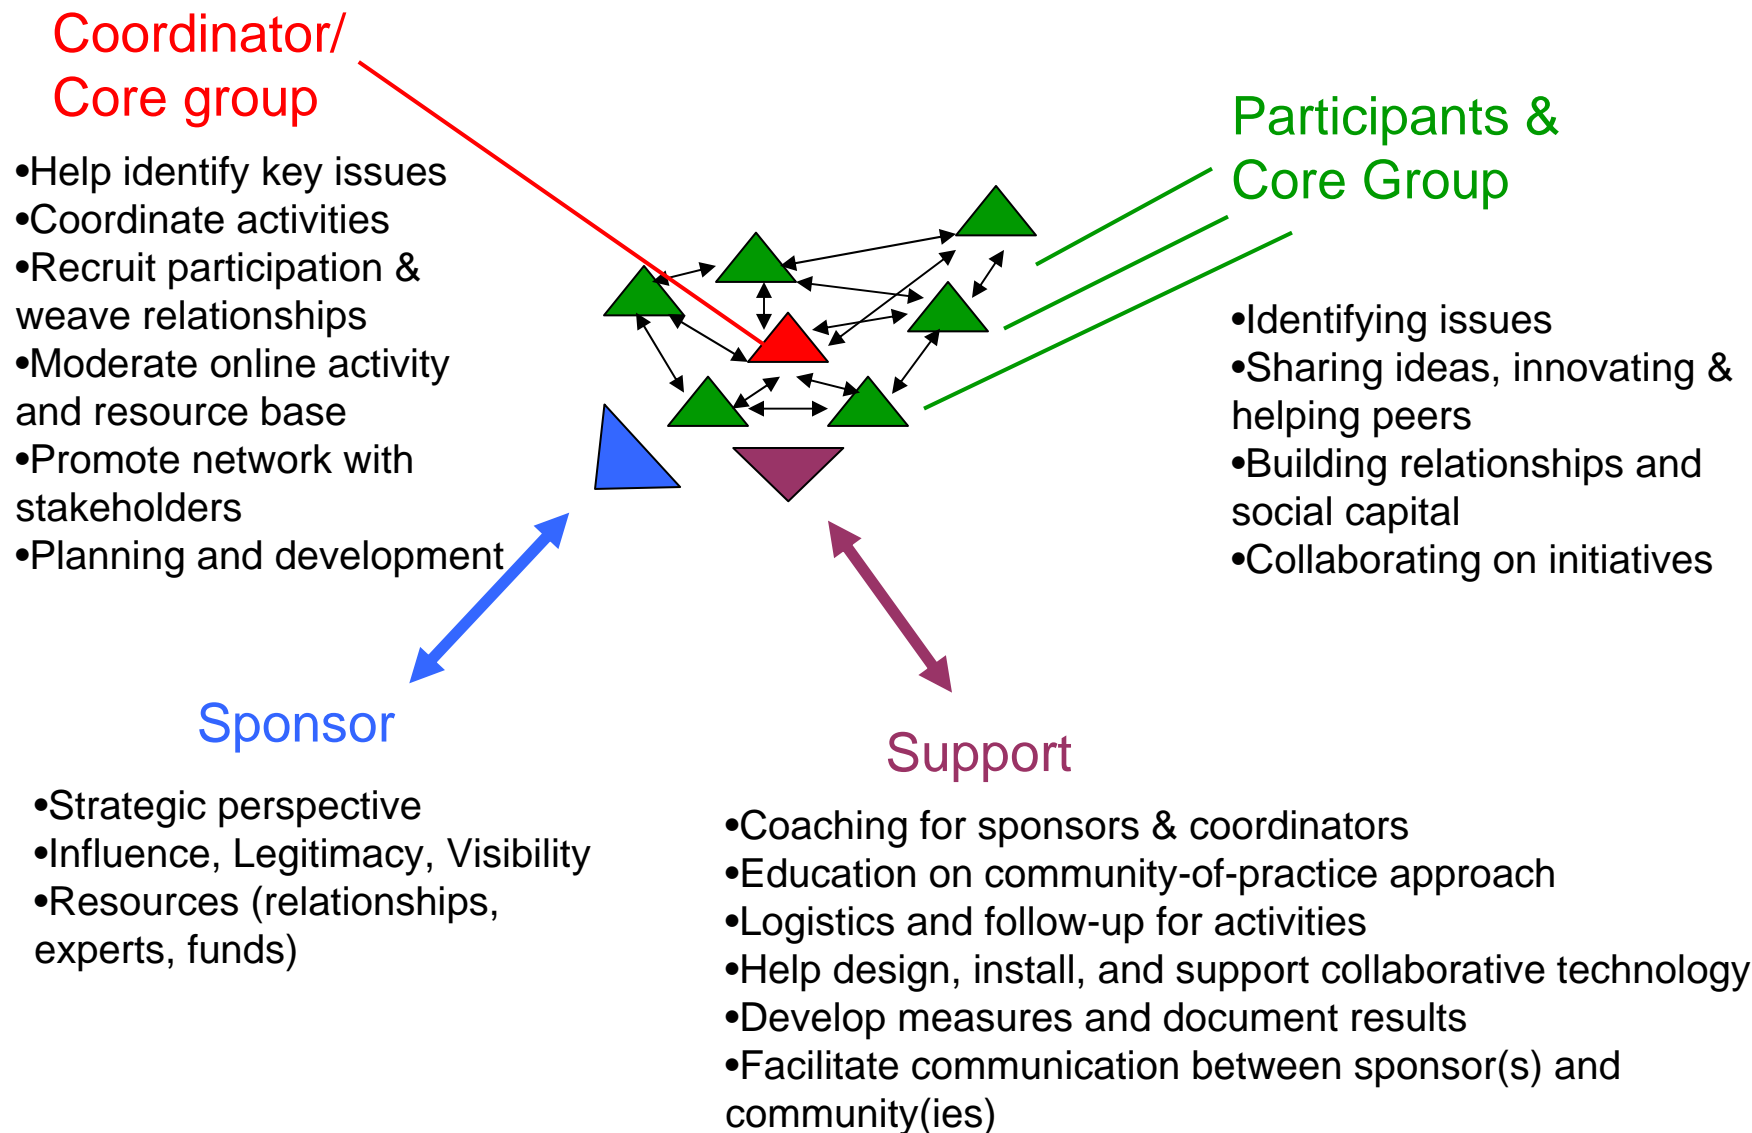 Coordinator/
Core group
•Help identify key issues
•Coordinate activities
•Recruit participation &
weave relationships
•Moderate online activity
and resource base
•Promote network with
stakeholders
•Planning and development
Participants &
Core Group
•Identifying issues
•Sharing ideas, innovating &
helping peers
•Building relationships and
social capital
•Collaborating on initiatives
Sponsor
•Strategic perspective
•Influence, Legitimacy, Visibility
•Resources (relationships,
experts, funds)
Support
•Coaching for sponsors & coordinators
•Education on community-of-practice approach
•Logistics and follow-up for activities
•Help design, install, and support collaborative technology
•Develop measures and document results
•Facilitate communication between sponsor(s) and
community(ies)